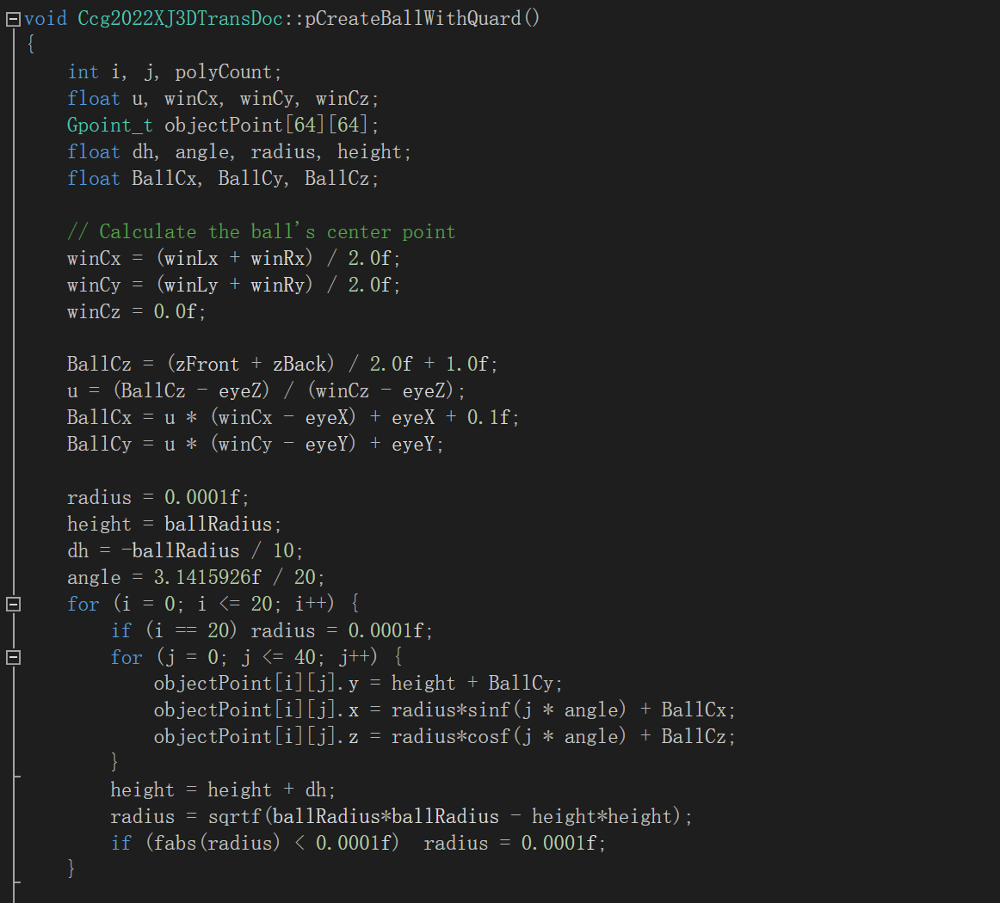 void Ccg2022XJ3DTransDoc::pCreateBallWithQuard()
{
    int i, j, polyCount;
    float u, winCx, winCy, winCz;
    Gpoint_t objectPoint[64][64];
    float dh, angle, radius, height;
    float BallCx, BallCy, BallCz;

    // Calculate the ball's center point
    winCx = (winLx + winRx) / 2.0f;
    winCy = (winLy + winRy) / 2.0f;
    winCz = 0.0f;

    BallCz = (zFront + zBack) / 2.0f + 1.0f;
    u = (BallCz - eyeZ) / (winCz - eyeZ);
    BallCx = u * (winCx - eyeX) + eyeX + 0.1f;
    BallCy = u * (winCy - eyeY) + eyeY;

    radius = 0.0001f;
    height = ballRadius;
    dh = -ballRadius / 10;
    angle = 3.1415926f / 20;
    for (i = 0; i <= 20; i++) {
        if (i == 20) radius = 0.0001f;
        for (j = 0; j <= 40; j++) {
            objectPoint[i][j].y = height + BallCy;
            objectPoint[i][j].x = radius*sinf(j * angle) + BallCx;
            objectPoint[i][j].z = radius*cosf(j * angle) + BallCz;
        }
        height = height + dh;
        radius = sqrtf(ballRadius*ballRadius - height*height);
        if (fabs(radius) < 0.0001f)  radius = 0.0001f;
    }